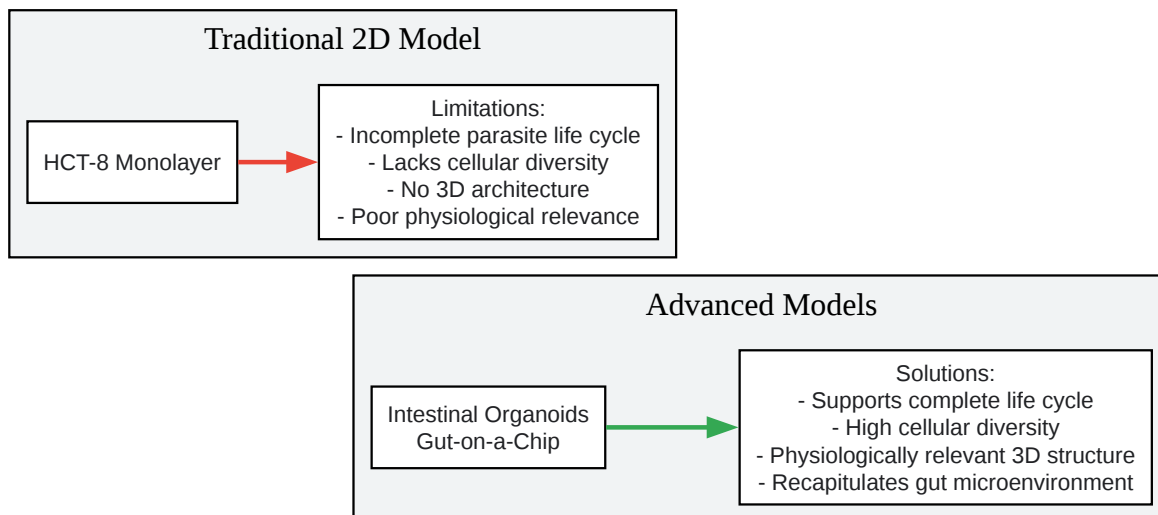 Traditional 2D Model
HCT-8 Monolayer
Limitations:
- Incomplete parasite life cycle
- Lacks cellular diversity
- No 3D architecture
- Poor physiological relevance
Advanced Models
Intestinal Organoids
Gut-on-a-Chip
Solutions:
- Supports complete life cycle
- High cellular diversity
- Physiologically relevant 3D structure
- Recapitulates gut microenvironment